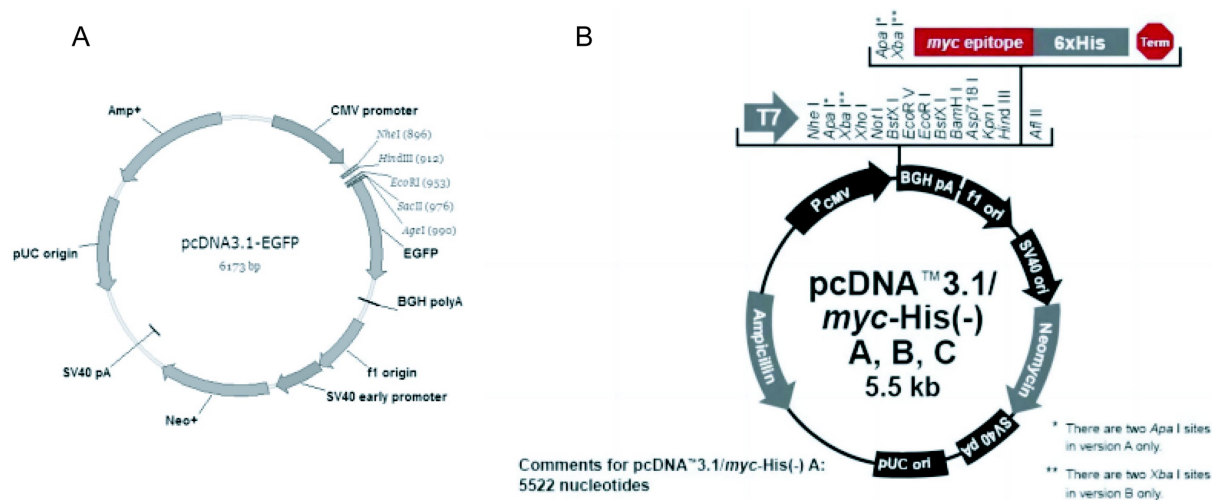 A
Amp+
CMV promoter
NheI (896)
HindIII (912)
EcoRI (953)
SacII (976)
AgeI (990)
pcDNA3.1-EGFP
6173 bp
pUC origin
EGFP
BGH polyA
SV40 pA
f1 origin
SV40 early promoter
Neo+
B
Apa I*
Xba I**
myc epitope
6xHis
Term
T7
Nhe I
Apa I*
Xba I**
Xho I
Not I
BstX I
EcoR V
EcoR I
BstX I
BamH I
Asp718 I
Kpn I
Hind III
Afl II
PCMV
BGH pA
f1 ori
SV40 ori
Neomycin
SV40 pA
pUC ori
Ampicillin
pcDNA™3.1/
myc-His(-)
A, B, C
5.5 kb
* There are two Apa I sites
in version A only.
** There are two Xba I sites
in version B only.
Comments for pcDNA™3.1/myc-His(-) A:
5522 nucleotides